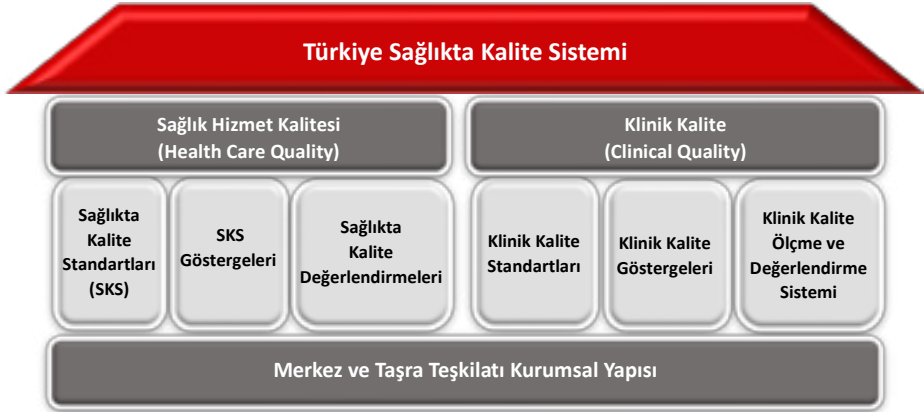 Türkiye Sağlıkta Kalite Sistemi
Sağlık Hizmet Kalitesi
(Health Care Quality)
Klinik Kalite
(Clinical Quality)
Sağlıkta
Kalite
Standartları
(SKS)
SKS
Göstergeleri
Sağlıkta
Kalite
Değerlendirmeleri
Klinik Kalite
Standartları
Klinik Kalite
Göstergeleri
Klinik Kalite
Ölçme ve
Değerlendirme
Sistemi
Merkez ve Taşra Teşkilatı Kurumsal Yapısı